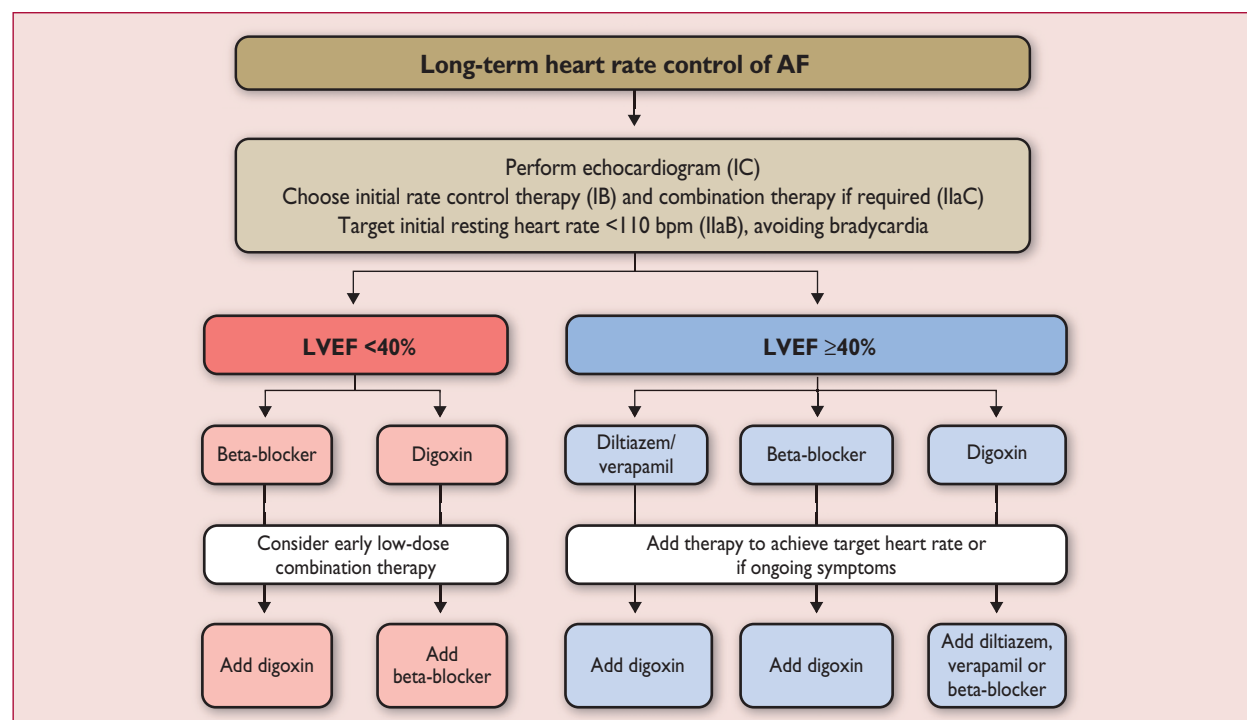 Long-term heart rate control of AF
Perform echocardiogram (IC)
Choose initial rate control therapy (IB) and combination therapy if required (IIaC)
Target initial resting heart rate <110 bpm (IIaB), avoiding bradycardia
LVEF <40%
LVEF ≥40%
Beta-blocker
Digoxin
Diltiazem/
verapamil
Beta-blocker
Digoxin
Consider early low-dose
combination therapy
Add therapy to achieve target heart rate or
if ongoing symptoms
Add digoxin
Add
beta-blocker
Add digoxin
Add digoxin
Add diltiazem,
verapamil or
beta-blocker